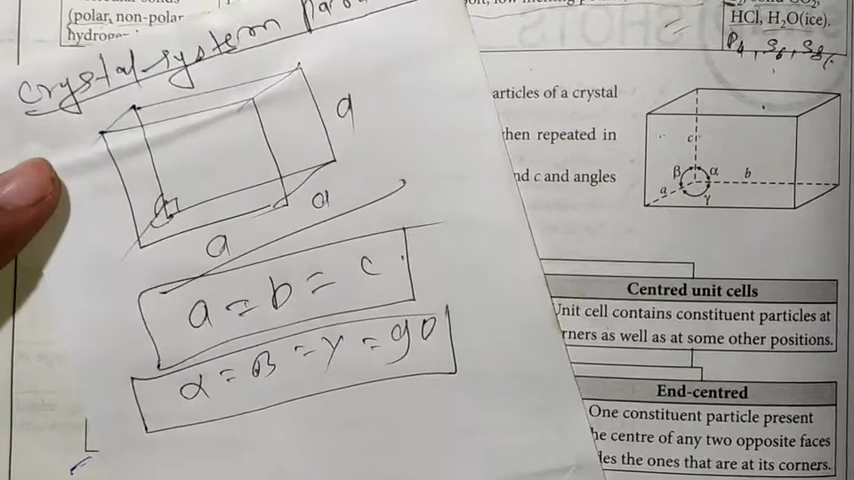 (polar, non-polar
HCl, H₂O(ice).
P₄, S₆, S₈
Crystal system
articles of a crystal
when repeated in
nd c and angles
a
a
a
c
β α b
a
γ
a = b = c
α = β = γ = 90
Centred unit cells
Unit cell contains constituent particles at
rners as well as at some other positions.
End-centred
One constituent particle present
he centre of any two opposite faces
des the ones that are at its corners.